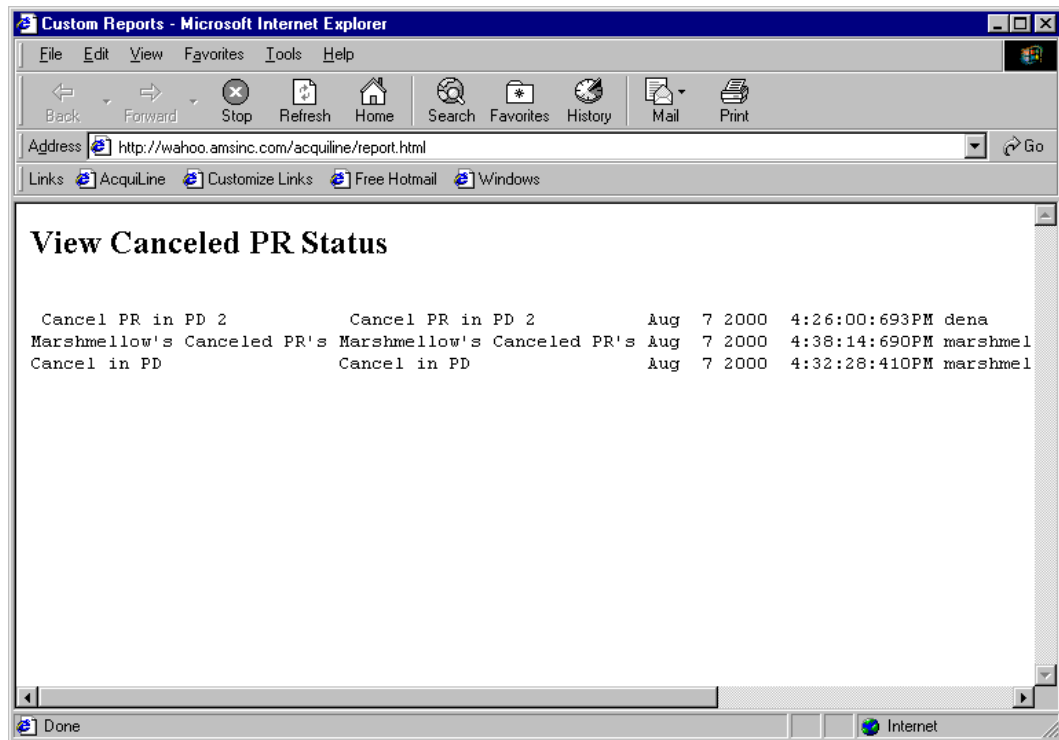 Custom Reports - Microsoft Internet Explorer
File Edit View Favorites Tools Help
Back Forward Stop Refresh Home Search Favorites History Mail Print
Address http://wahoo.amsinc.com/acquiline/report.html Go
Links AcquiLine Customize Links Free Hotmail Windows
View Canceled PR Status
Cancel PR in PD 2 Cancel PR in PD 2 Aug 7 2000 4:26:00:693PM dena
Marshmellow's Canceled PR's Marshmellow's Canceled PR's Aug 7 2000 4:38:14:690PM marshmel
Cancel in PD Cancel in PD Aug 7 2000 4:32:28:410PM marshmel
Done Internet